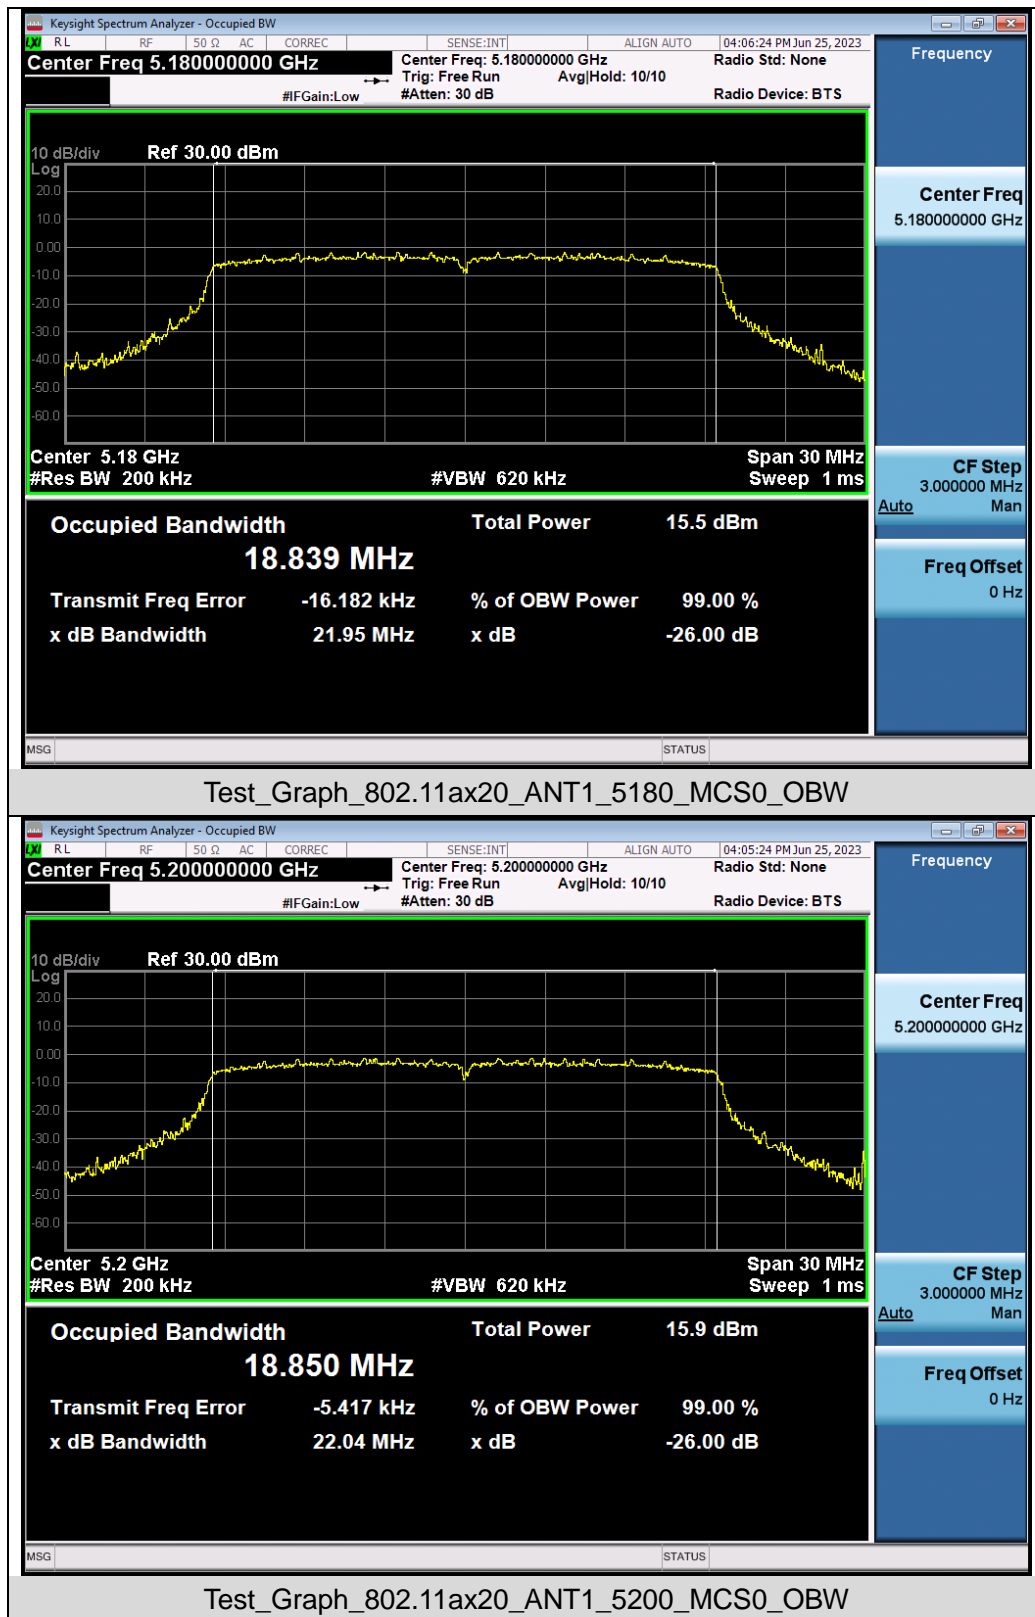 Keysight Spectrum Analyzer - Occupied BW
LXI RL RF 50 Ω AC CORREC SENSE:INT ALIGN AUTO 04:06:24 PM Jun 25, 2023
Center Freq 5.180000000 GHz
Center Freq: 5.180000000 GHz
Radio Std: None
Trig: Free Run Avg|Hold: 10/10
#IFGain:Low
#Atten: 30 dB
Radio Device: BTS
Frequency
10 dB/div Ref 30.00 dBm
Log
20.0
10.0
0.00
-10.0
-20.0
-30.0
-40.0
-50.0
-60.0
Center Freq
5.180000000 GHz
Center 5.18 GHz Span 30 MHz
#Res BW 200 kHz #VBW 620 kHz Sweep 1 ms
CF Step
3.000000 MHz
Auto Man
Freq Offset
0 Hz
Occupied Bandwidth Total Power 15.5 dBm
18.839 MHz
Transmit Freq Error -16.182 kHz % of OBW Power 99.00 %
x dB Bandwidth 21.95 MHz x dB -26.00 dB
MSG STATUS
Test_Graph_802.11ax20_ANT1_5180_MCS0_OBW
Keysight Spectrum Analyzer - Occupied BW
LXI RL RF 50 Ω AC CORREC SENSE:INT ALIGN AUTO 04:05:24 PM Jun 25, 2023
Center Freq 5.200000000 GHz
Center Freq: 5.200000000 GHz
Radio Std: None
Trig: Free Run Avg|Hold: 10/10
#IFGain:Low
#Atten: 30 dB
Radio Device: BTS
Frequency
10 dB/div Ref 30.00 dBm
Log
20.0
10.0
0.00
-10.0
-20.0
-30.0
-40.0
-50.0
-60.0
Center Freq
5.200000000 GHz
Center 5.2 GHz Span 30 MHz
#Res BW 200 kHz #VBW 620 kHz Sweep 1 ms
CF Step
3.000000 MHz
Auto Man
Freq Offset
0 Hz
Occupied Bandwidth Total Power 15.9 dBm
18.850 MHz
Transmit Freq Error -5.417 kHz % of OBW Power 99.00 %
x dB Bandwidth 22.04 MHz x dB -26.00 dB
MSG STATUS
Test_Graph_802.11ax20_ANT1_5200_MCS0_OBW